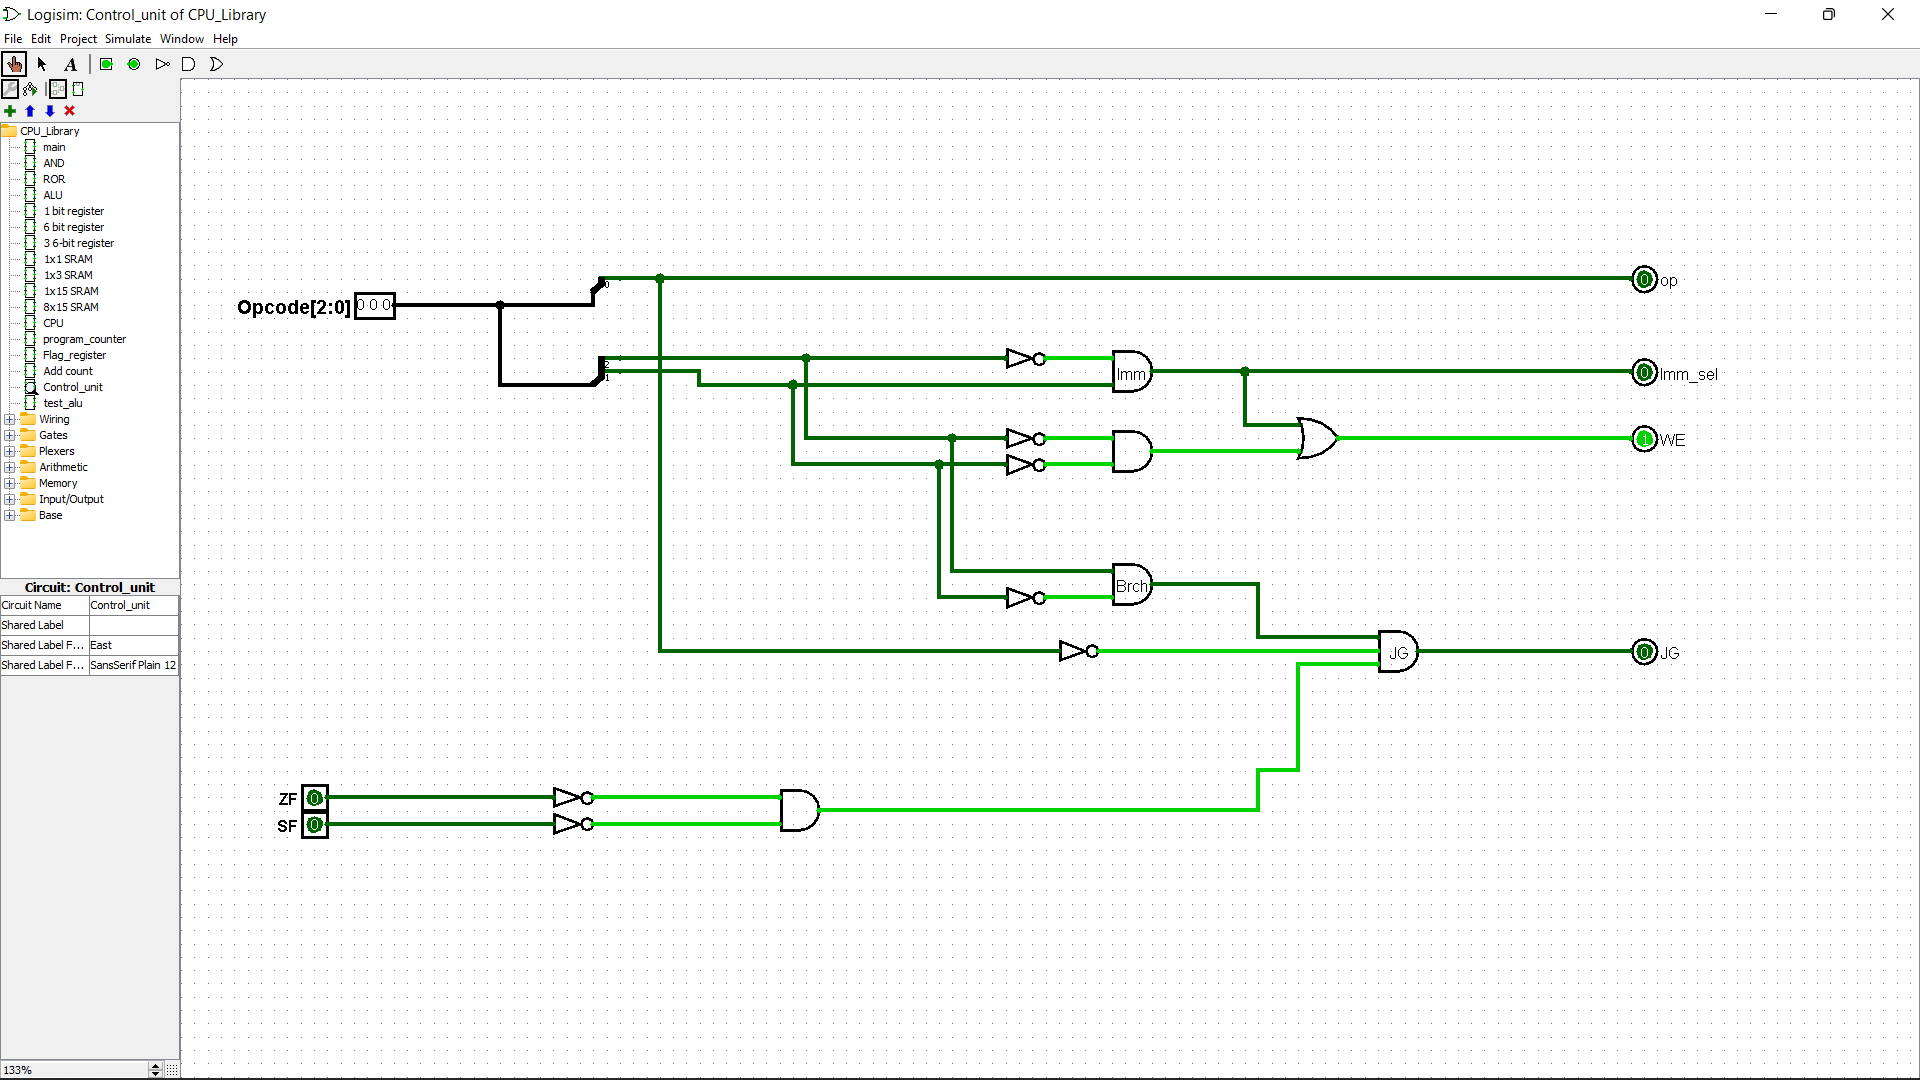 Logisim: Control_unit of CPU_Library
File Edit Project Simulate Window Help
A
CPU_Library
main
AND
ROR
ALU
1 bit register
6 bit register
3 6-bit register
1x1 SRAM
1x3 SRAM
1x15 SRAM
8x15 SRAM
CPU
program_counter
Flag_register
Add count
Control_unit
test_alu
Wiring
Gates
Plexers
Arithmetic
Memory
Input/Output
Base
Circuit: Control_unit
Circuit Name Control_unit
Shared Label
Shared Label F... East
Shared Label F... SansSerif Plain 12
133%
0
0 op
Opcode[2:0] 0 0 0
2
1
Imm
0 Imm_sel
1 WE
Brch
JG
0 JG
ZF 0
SF 0